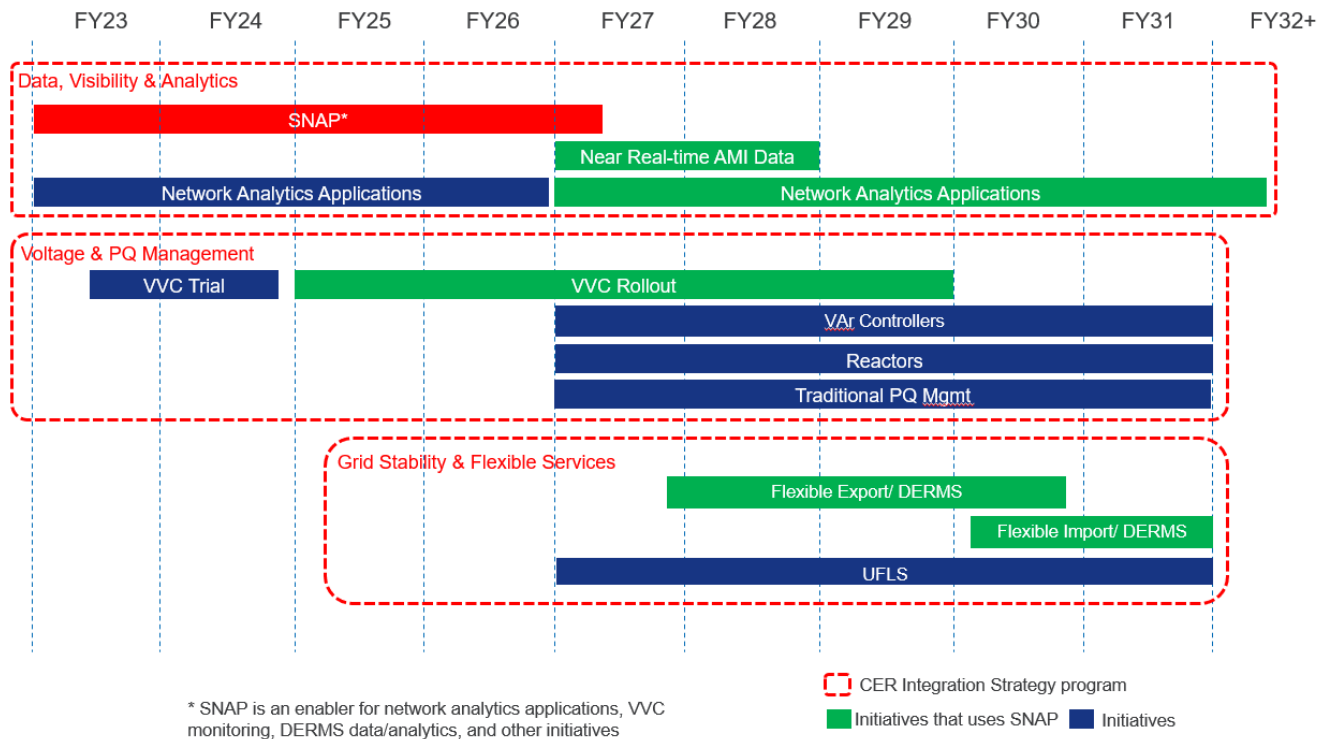 FY23 FY24 FY25 FY26 FY27 FY28 FY29 FY30 FY31 FY32+
Data, Visibility & Analytics
SNAP*
Near Real-time AMI Data
Network Analytics Applications Network Analytics Applications
Voltage & PQ Management
VVC Trial VVC Rollout
VAr Controllers
Reactors
Traditional PQ Mgmt
Grid Stability & Flexible Services
Flexible Export/ DERMS
Flexible Import/ DERMS
UFLS
* SNAP is an enabler for network analytics applications, VVC
monitoring, DERMS data/analytics, and other initiatives
CER Integration Strategy program
Initiatives that uses SNAP Initiatives